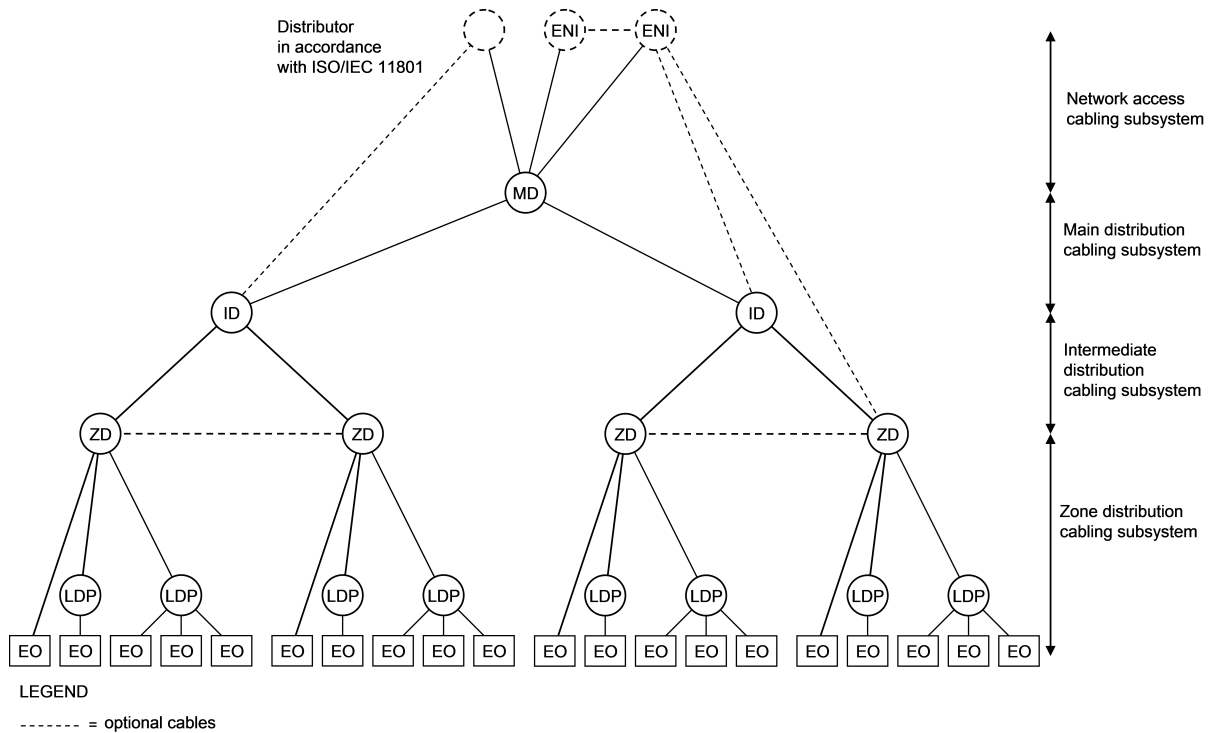 Distributor
in accordance
with ISO/IEC 11801
ENI ENI
Network access
cabling subsystem
MD
Main distribution
cabling subsystem
ID ID
Intermediate
distribution
cabling subsystem
ZD ZD ZD ZD
Zone distribution
cabling subsystem
LDP LDP LDP LDP LDP LDP LDP LDP
EO EO EO EO EO EO EO EO EO EO EO EO EO EO EO EO EO EO EO EO
LEGEND
= optional cables